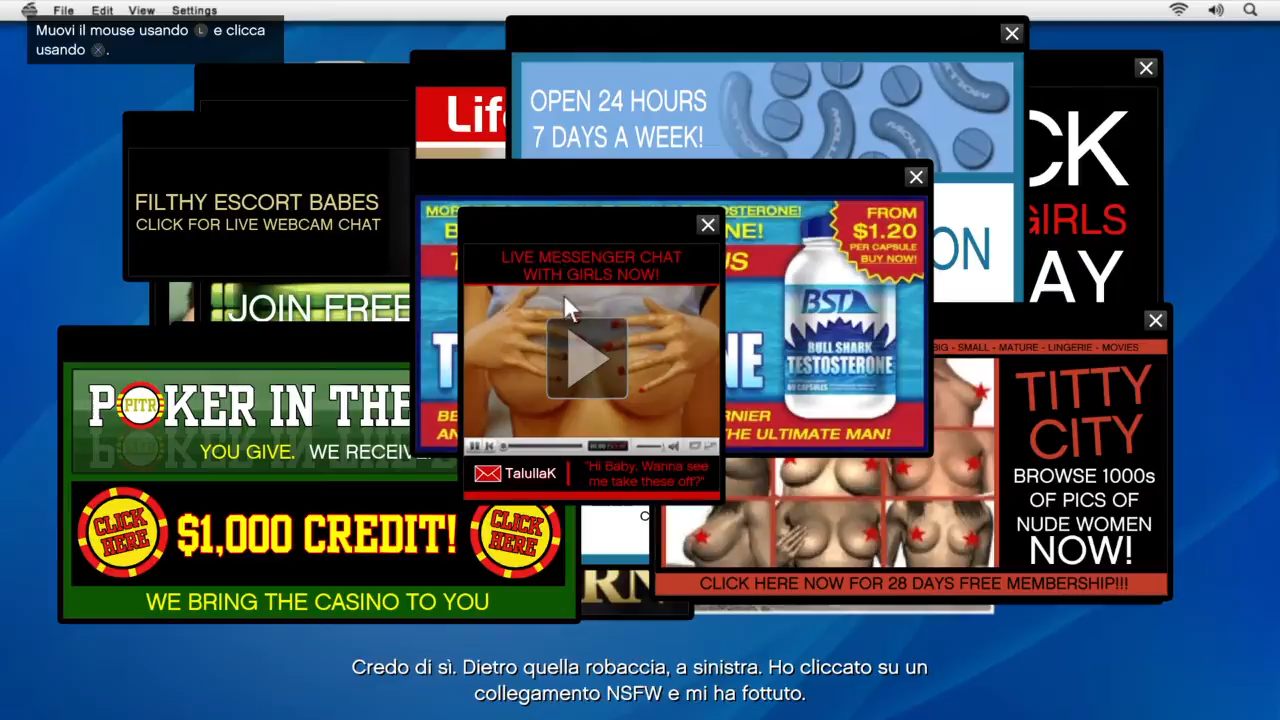 File Edit View Settings
Muovi il mouse usando L e clicca
usando X.
OPEN 24 HOURS
7 DAYS A WEEK!
Life
CK
GIRLS
AY
FILTHY ESCORT BABES
CLICK FOR LIVE WEBCAM CHAT
JOIN FREE
FROM
$1.20
PER CAPSULE
BUY NOW!
ON
BST
BULL SHARK
TESTOSTERONE
60 CAPSULES
NE
THE ULTIMATE MAN!
LIVE MESSENGER CHAT
WITH GIRLS NOW!
TalullaK
"Hi Baby, Wanna see
me take these off?"
POKER IN THE
PITR
YOU GIVE. WE RECEIVE.
CLICK
HERE
$1,000 CREDIT!
CLICK
HERE
WE BRING THE CASINO TO YOU
BIG - SMALL - MATURE - LINGERIE - MOVIES
TITTY
CITY
BROWSE 1000s
OF PICS OF
NUDE WOMEN
NOW!
CLICK HERE NOW FOR 28 DAYS FREE MEMBERSHIP!!!
RN
Credo di sì. Dietro quella robaccia, a sinistra. Ho cliccato su un
collegamento NSFW e mi ha fottuto.